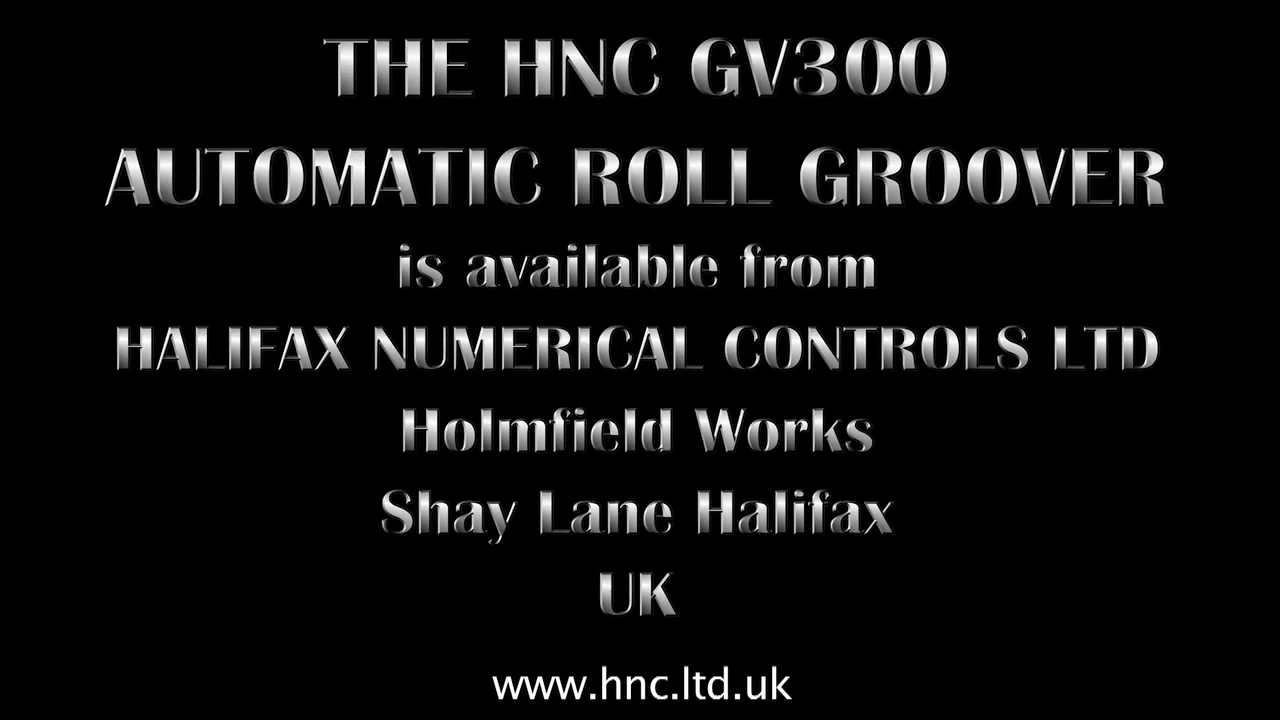 THE HNC GV300
AUTOMATIC ROLL GROOVER
is available from
HALIFAX NUMERICAL CONTROLS LTD
Holmfield Works
Shay Lane Halifax
UK
www.hnc.ltd.uk